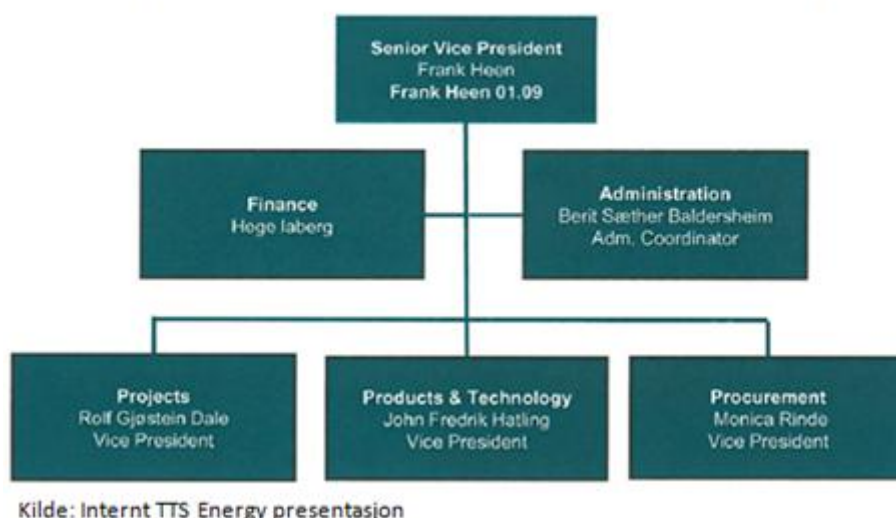 Senior Vice President
Frank Heen
Frank Heen 01.09
Finance
Hege Iaberg
Administration
Berit Sæther Baldersheim
Adm. Coordinator
Projects
Rolf Gjøstein Dale
Vice President
Products & Technology
John Fredrik Hatling
Vice President
Procurement
Monica Rinde
Vice President
Kilde: Internt TTS Energy presentasjon